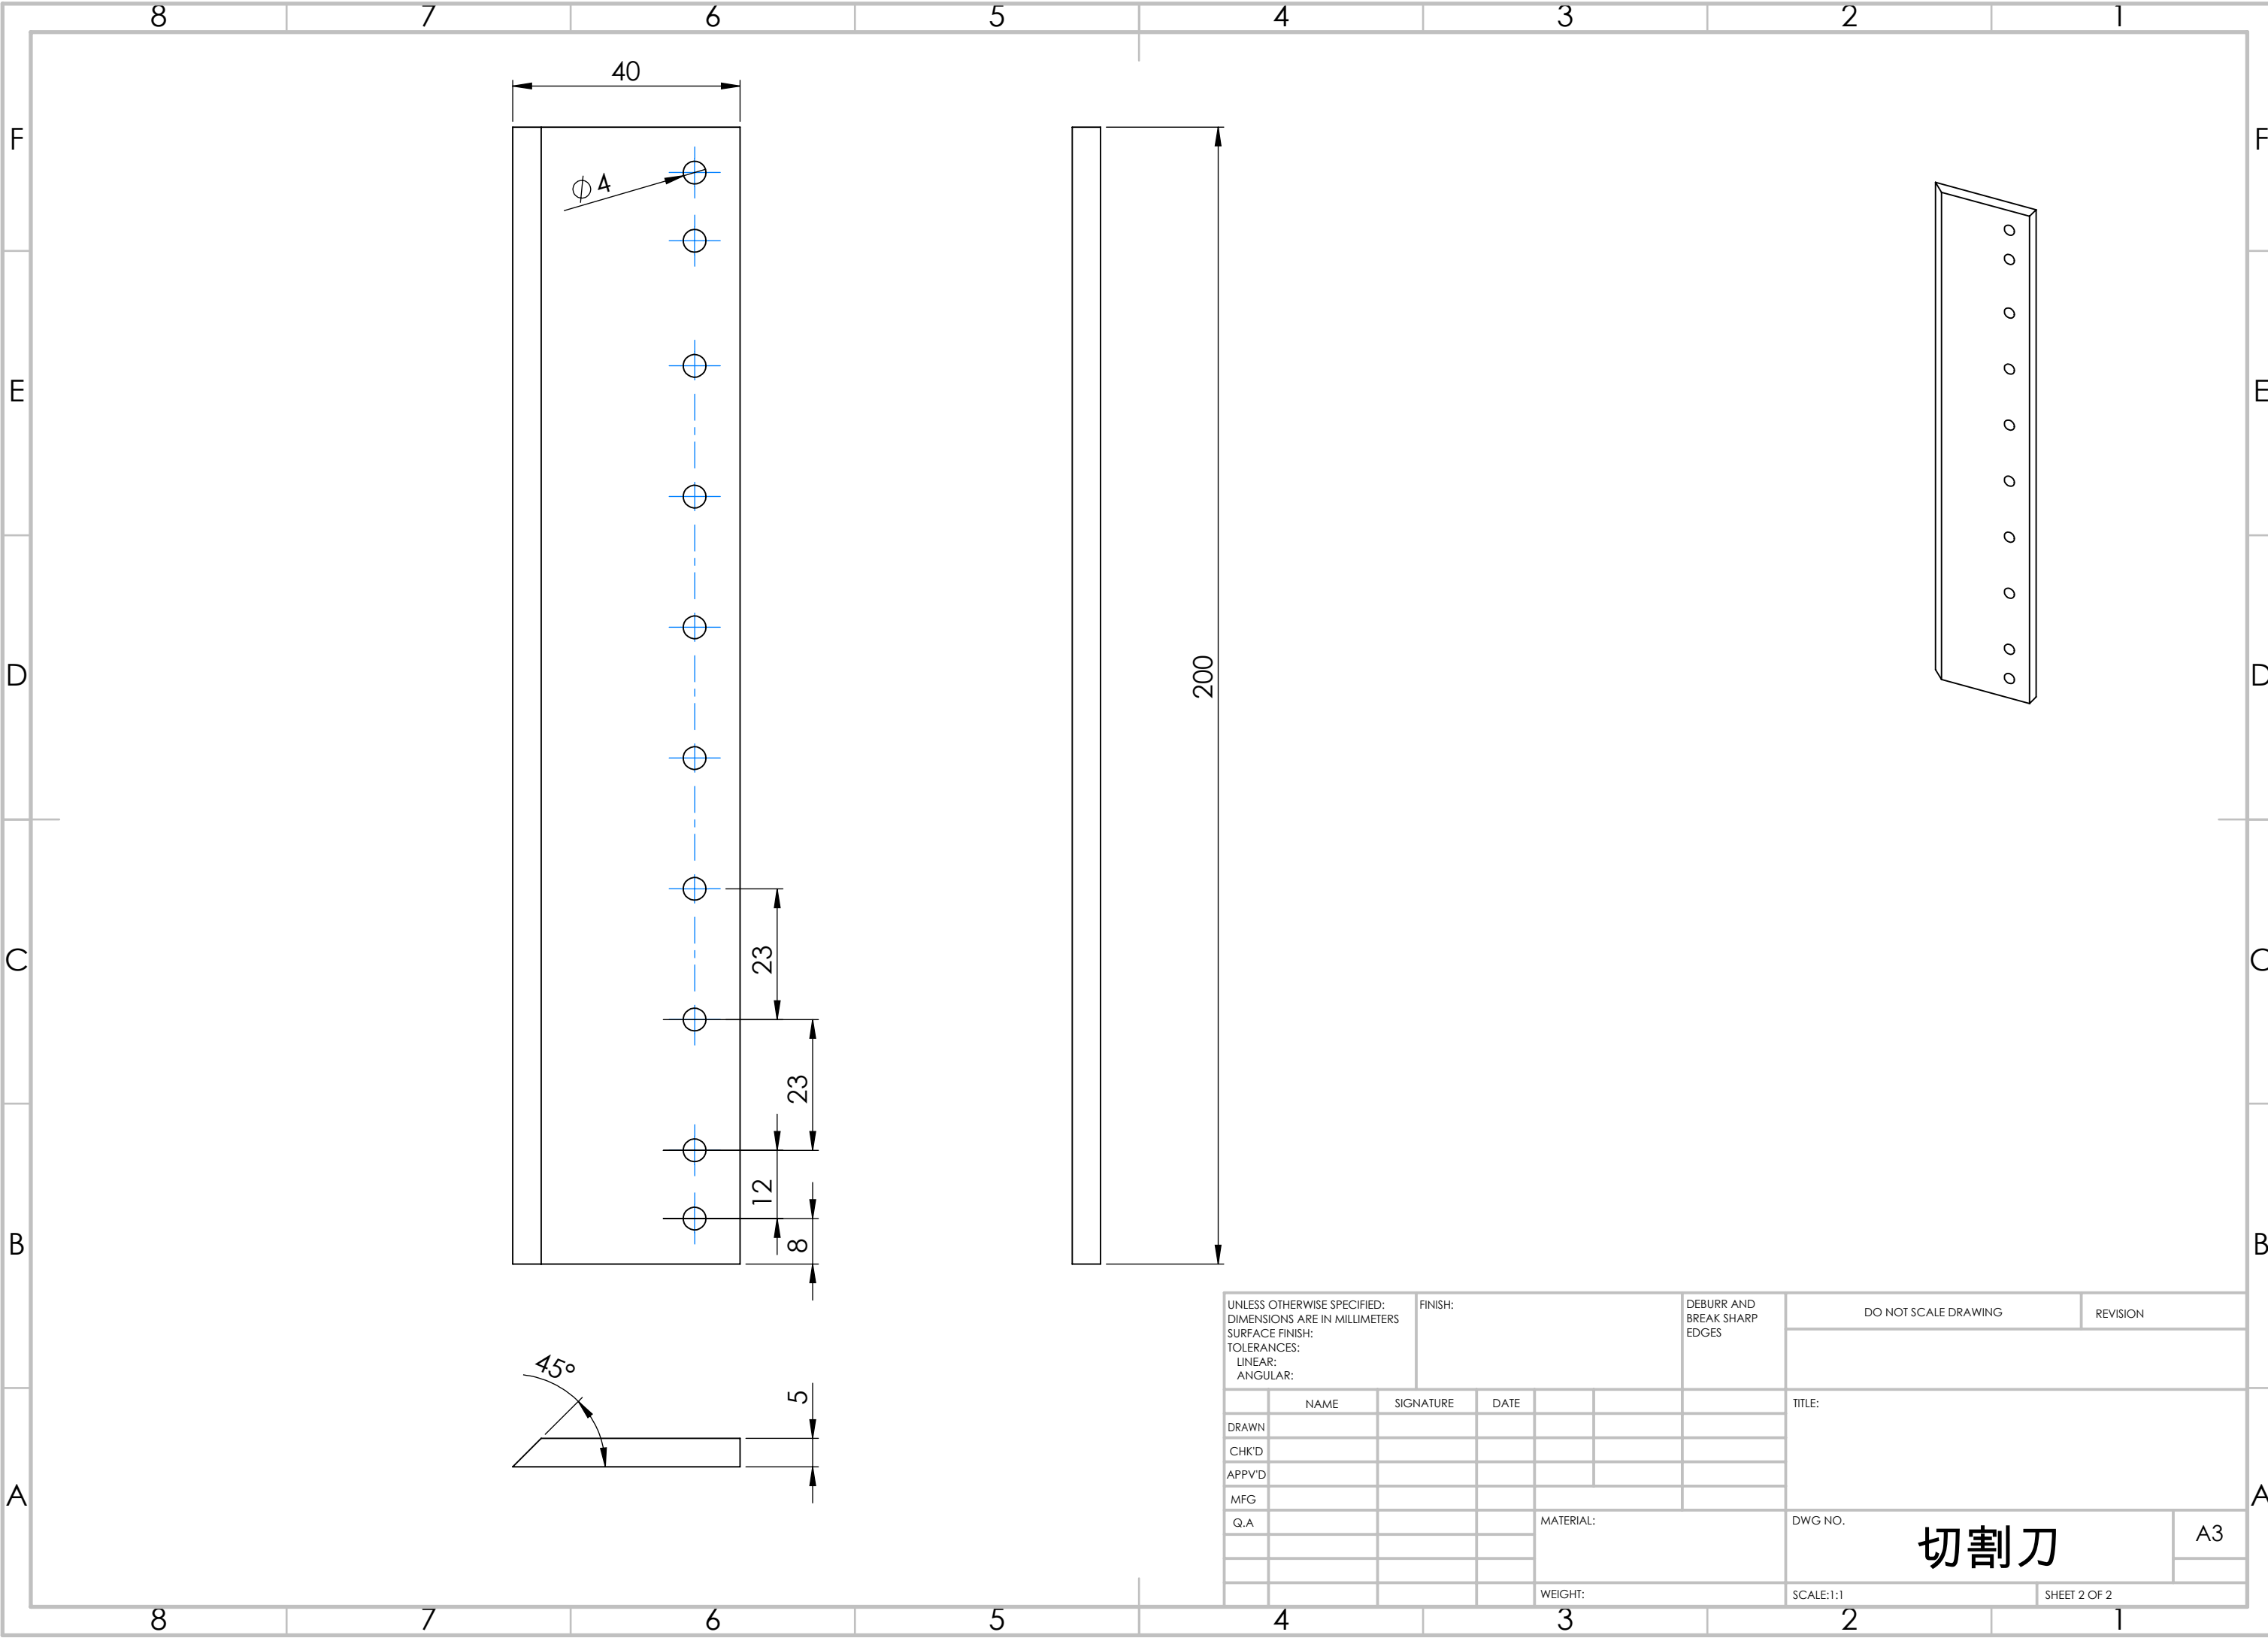 8 7 6 5 4 3 2 1
40
F F
⌀4
E E
200
D D
23
C C
23
12
8
B B
45°
5
A A
UNLESS OTHERWISE SPECIFIED:
DIMENSIONS ARE IN MILLIMETERS
SURFACE FINISH:
TOLERANCES:
LINEAR:
ANGULAR:
FINISH:
DEBURR AND
BREAK SHARP
EDGES
DO NOT SCALE DRAWING
REVISION
NAME SIGNATURE DATE
TITLE:
DRAWN
CHK'D
APPV'D
MFG
Q.A
MATERIAL:
DWG NO.
切割刀
A3
WEIGHT:
SCALE:1:1
SHEET 2 OF 2
8 7 6 5 4 3 2 1